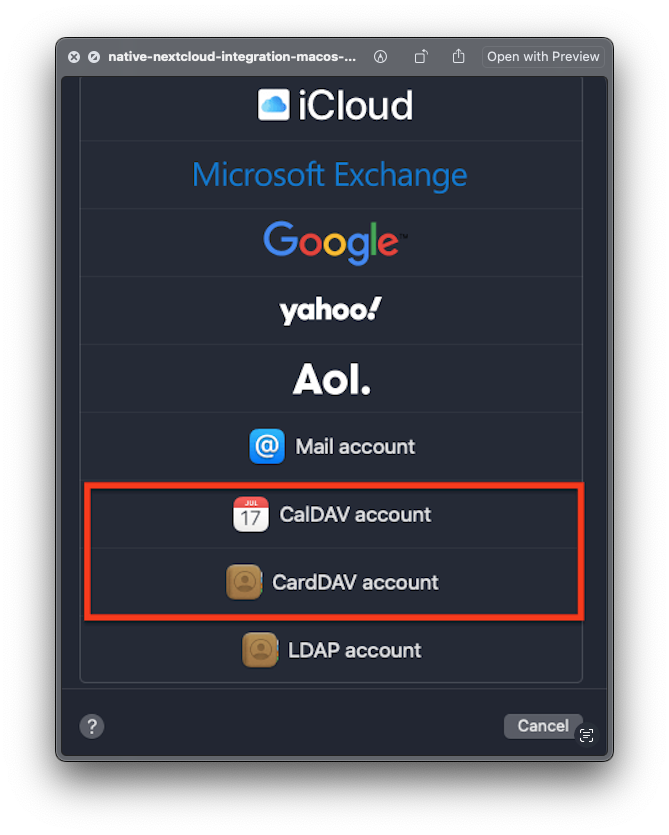 native-nextcloud-integration-macos-...
Open with Preview
iCloud
Microsoft Exchange
Google™
yahoo!
Aol.
@ Mail account
JUL
17
CalDAV account
CardDAV account
LDAP account
?
Cancel